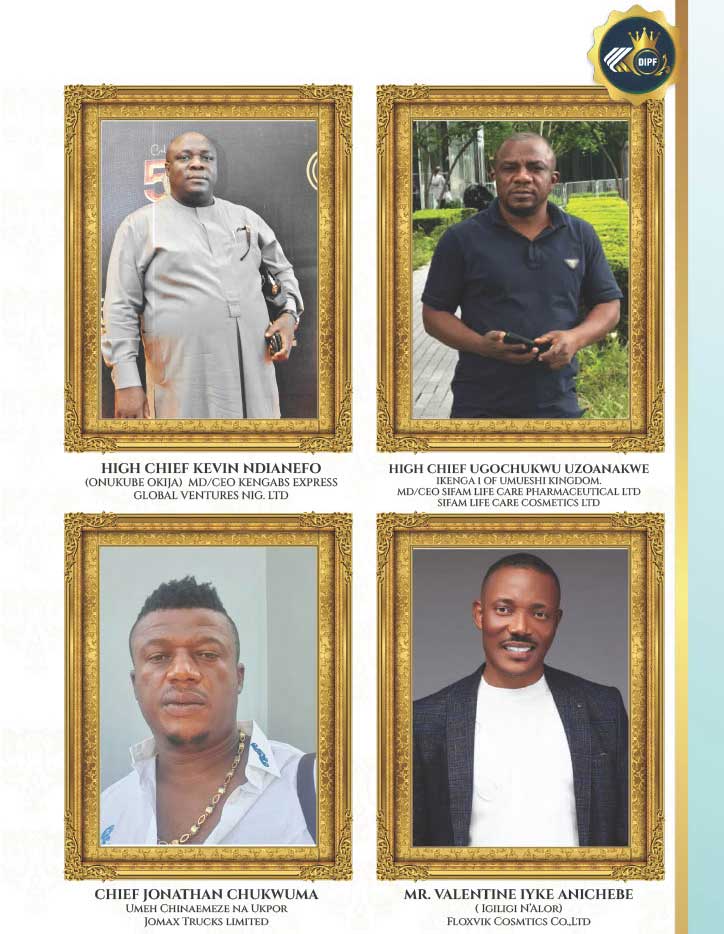 DIPF
HIGH CHIEF KEVIN NDIANEFO
(ONUKUBE OKIJA) MD/CEO KENGABS EXPRESS
GLOBAL VENTURES NIG. LTD
HIGH CHIEF UGOCHUKWU UZOANAKWE
IKENGA I OF UMUESHI KINGDOM.
MD/CEO SIFAM LIFE CARE PHARMACEUTICAL LTD
SIFAM LIFE CARE COSMETICS LTD
CHIEF JONATHAN CHUKWUMA
UMEH CHINAEMEZE NA UKPOR
JOMAX TRUCKS LIMITED
MR. VALENTINE IYKE ANICHEBE
( IGILIGI N'ALOR)
FLOXVIK COSMTICS CO.,LTD